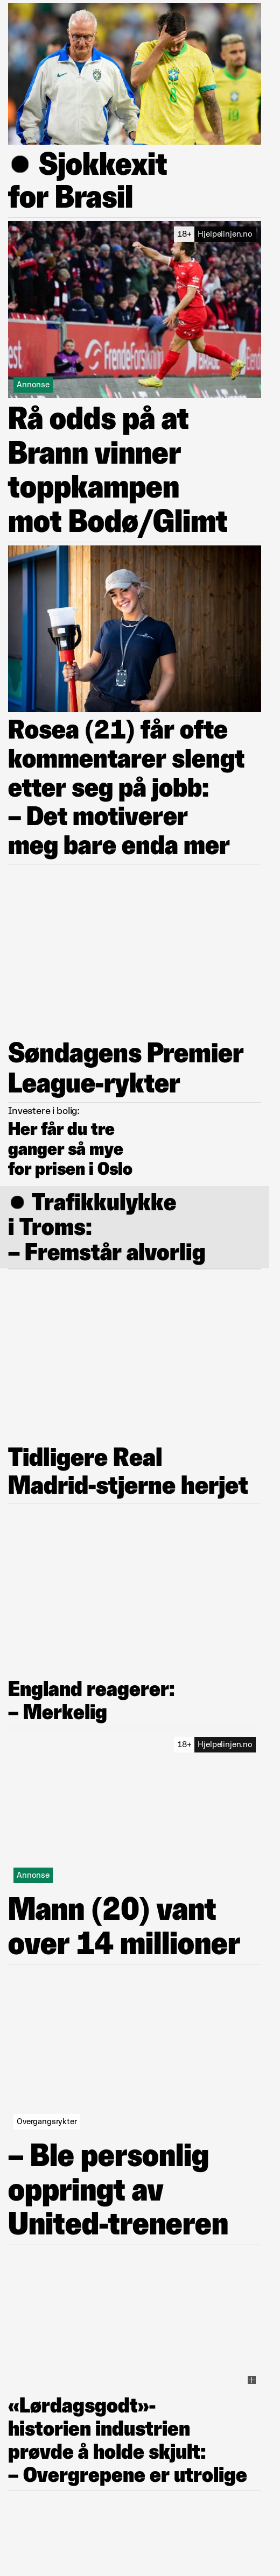 ● Sjokkexit
for Brasil
18+ Hjelpelinjen.no
Annonse
Rå odds på at
Brann vinner
toppkampen
mot Bodø/Glimt
Rosea (21) får ofte
kommentarer slengt
etter seg på jobb:
– Det motiverer
meg bare enda mer
Søndagens Premier
League-rykter
Investere i bolig:
Her får du tre
ganger så mye
for prisen i Oslo
● Trafikkulykke
i Troms:
– Fremstår alvorlig
Tidligere Real
Madrid-stjerne herjet
England reagerer:
– Merkelig
18+ Hjelpelinjen.no
Annonse
Mann (20) vant
over 14 millioner
Overgangsrykter
– Ble personlig
oppringt av
United-treneren
«Lørdagsgodt»-
historien industrien
prøvde å holde skjult:
– Overgrepene er utrolige